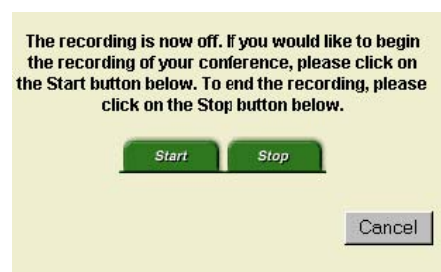 The recording is now off. If you would like to begin
the recording of your conference, please click on
the Start button below. To end the recording, please
click on the Stop button below.
Start Stop
Cancel